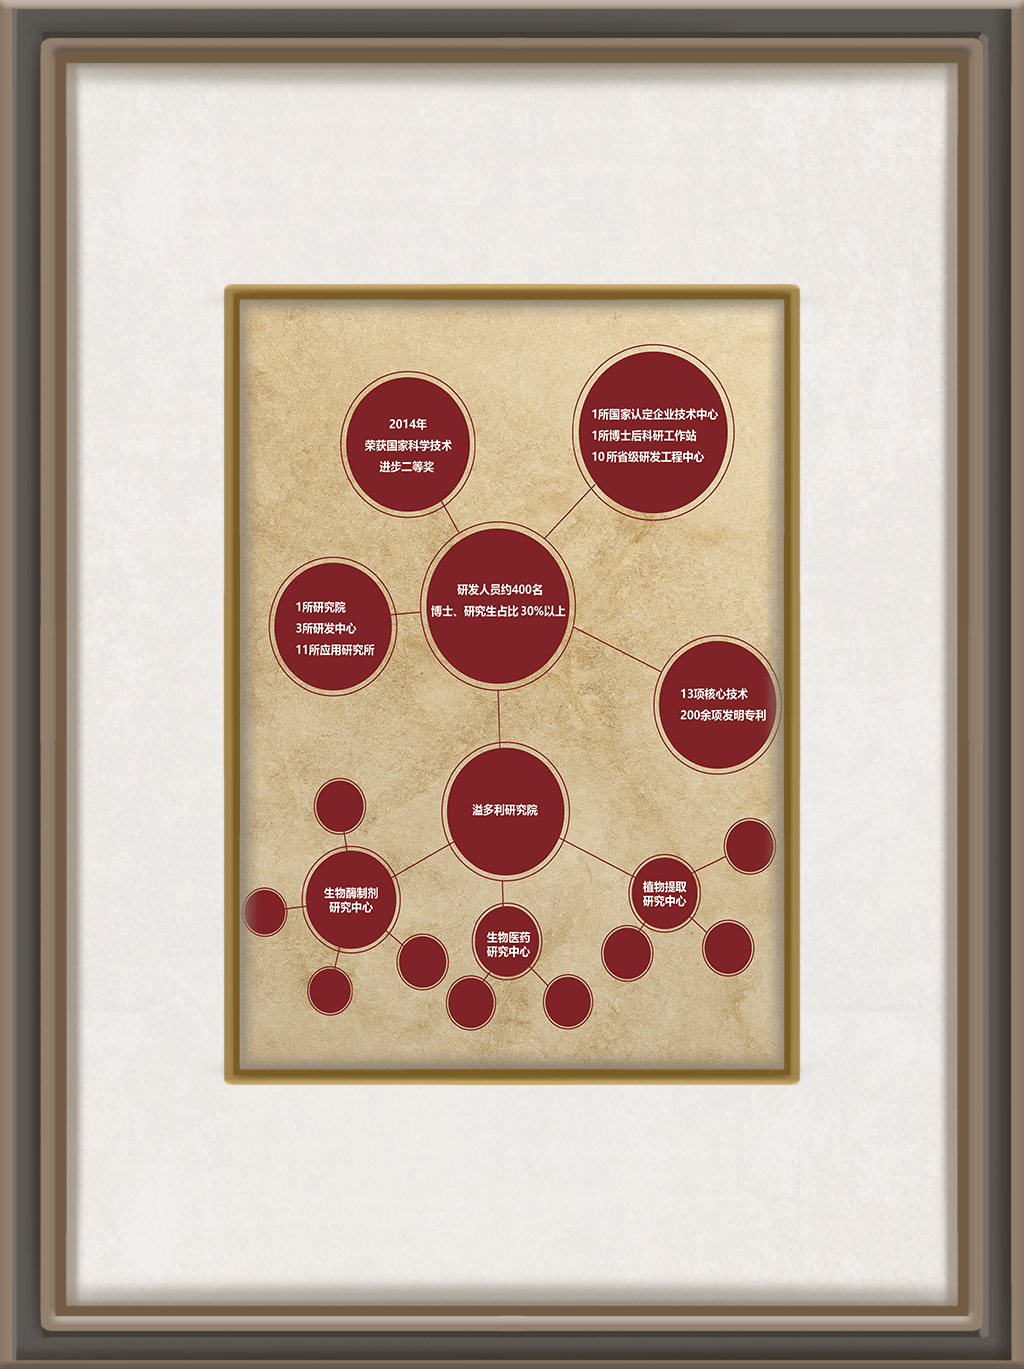 2014年
荣获国家科学技术
进步二等奖
1所国家认定企业技术中心
1所博士后科研工作站
10所省级研发工程中心
研发人员约400名
博士、研究生占比30%以上
1所研究院
3所研发中心
11所应用研究所
13项核心技术
200余项发明专利
溢多利研究院
生物酶制剂
研究中心
植物提取
研究中心
生物医药
研究中心